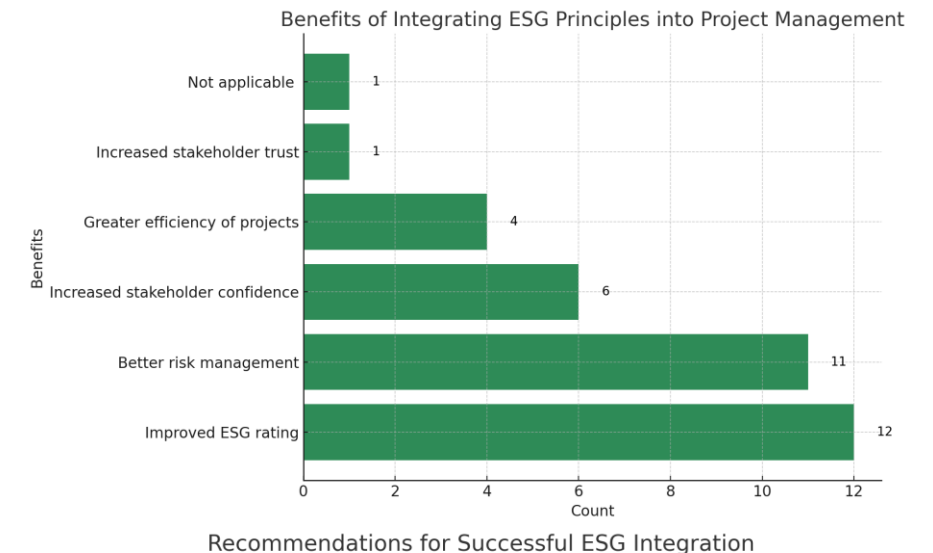 Benefits of Integrating ESG Principles into Project Management
Not applicable
1
Increased stakeholder trust
1
Greater efficiency of projects
4
Increased stakeholder confidence
6
Better risk management
11
Improved ESG rating
12
Benefits
0 2 4 6 8 10 12
Count
Recommendations for Successful ESG Integration